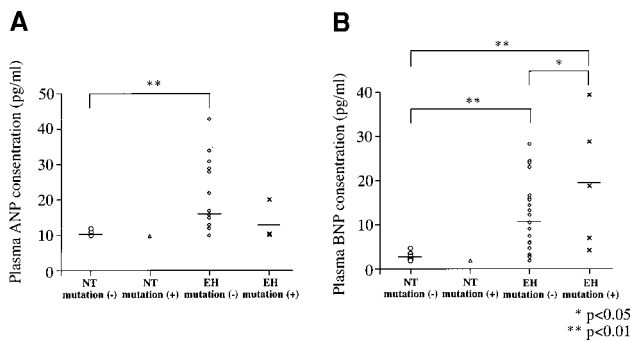 A
B
**
**
*
**
Plasma ANP consentration (pg/ml)
50
40
30
20
10
0
NT mutation (-)
NT mutation (+)
EH mutation (-)
EH mutation (+)
Plasma BNP consentration (pg/ml)
40
30
20
10
0
NT mutation (-)
NT mutation (+)
EH mutation (-)
EH mutation (+)
* p<0.05
** p<0.01